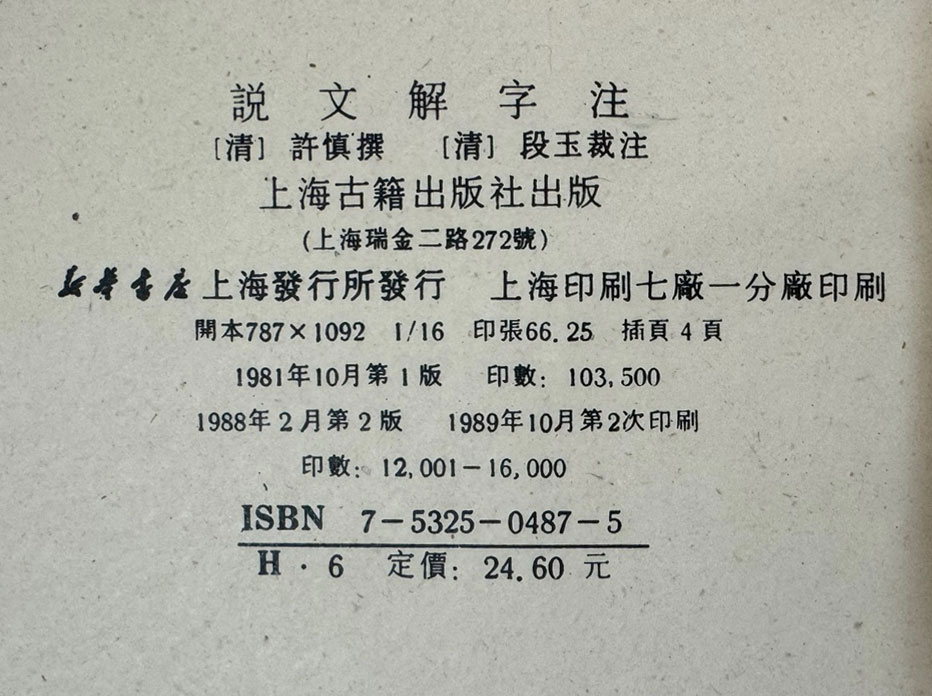 説文解字注
[清] 許慎撰 [清] 段玉裁注
上海古籍出版社出版
(上海瑞金二路272號)
新华书店上海發行所發行 上海印刷七廠一分廠印刷
開本787×1092 1/16 印張66.25 插頁4頁
1981年10月第1版 印數: 103,500
1988年2月第2版 1989年10月第2次印刷
印數: 12,001－16,000
ISBN 7－5325－0487－5
H·6 定價: 24.60 元